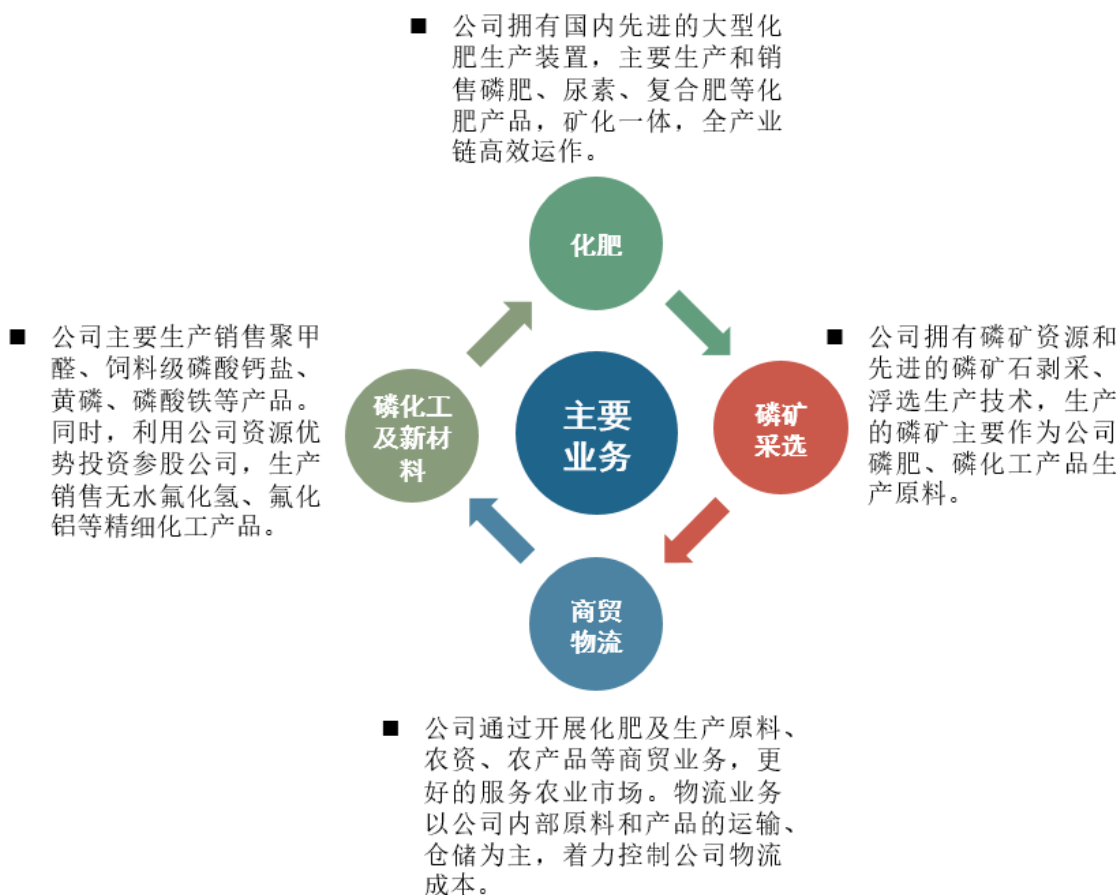 ■ 公司拥有国内先进的大型化
肥生产装置，主要生产和销
售磷肥、尿素、复合肥等化
肥产品，矿化一体，全产业
链高效运作。
化肥
■ 公司主要生产销售聚甲
醛、饲料级磷酸钙盐、
黄磷、磷酸铁等产品。
同时，利用公司资源优
势投资参股公司，生产
销售无水氟化氢、氟化
铝等精细化工产品。
磷化工
及新材
料
主要
业务
磷矿
采选
■ 公司拥有磷矿资源和
先进的磷矿石剥采、
浮选生产技术，生产
的磷矿主要作为公司
磷肥、磷化工产品生
产原料。
商贸
物流
■ 公司通过开展化肥及生产原料、
农资、农产品等商贸业务，更
好的服务农业市场。物流业务
以公司内部原料和产品的运输、
仓储为主，着力控制公司物流
成本。